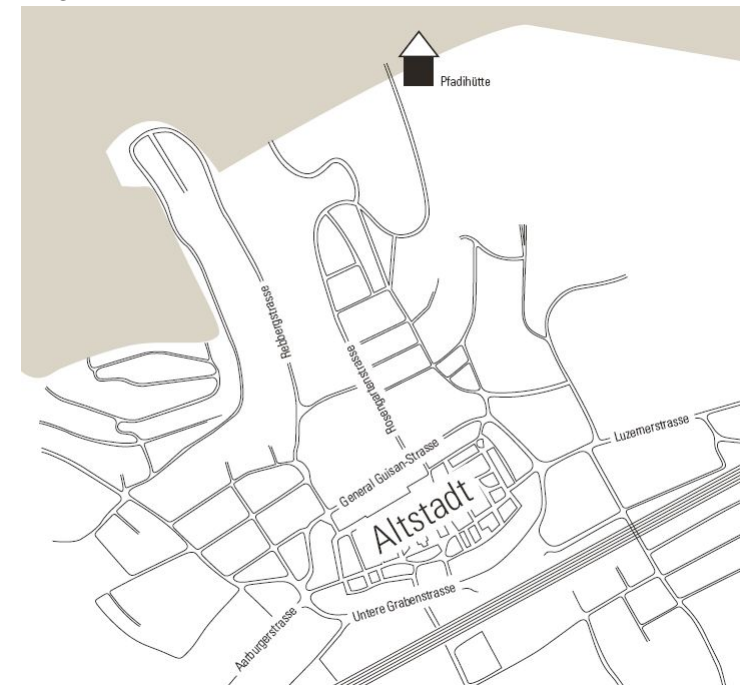 Pfadihütte
Rebbergstrasse
Rosengartenstrasse
General Guisan-Strasse
Luzernerstrasse
Altstadt
Untere Grabenstrasse
Aarburgerstrasse